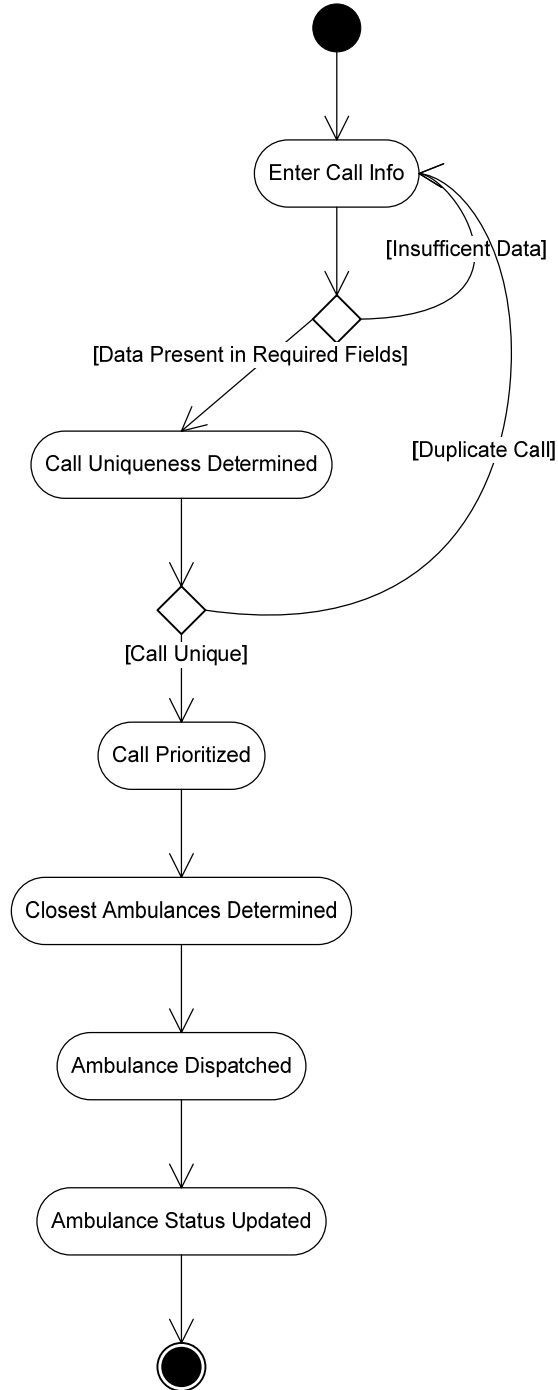 Enter Call Info
[Insufficent Data]
[Data Present in Required Fields]
[Duplicate Call]
Call Uniqueness Determined
[Call Unique]
Call Prioritized
Closest Ambulances Determined
Ambulance Dispatched
Ambulance Status Updated